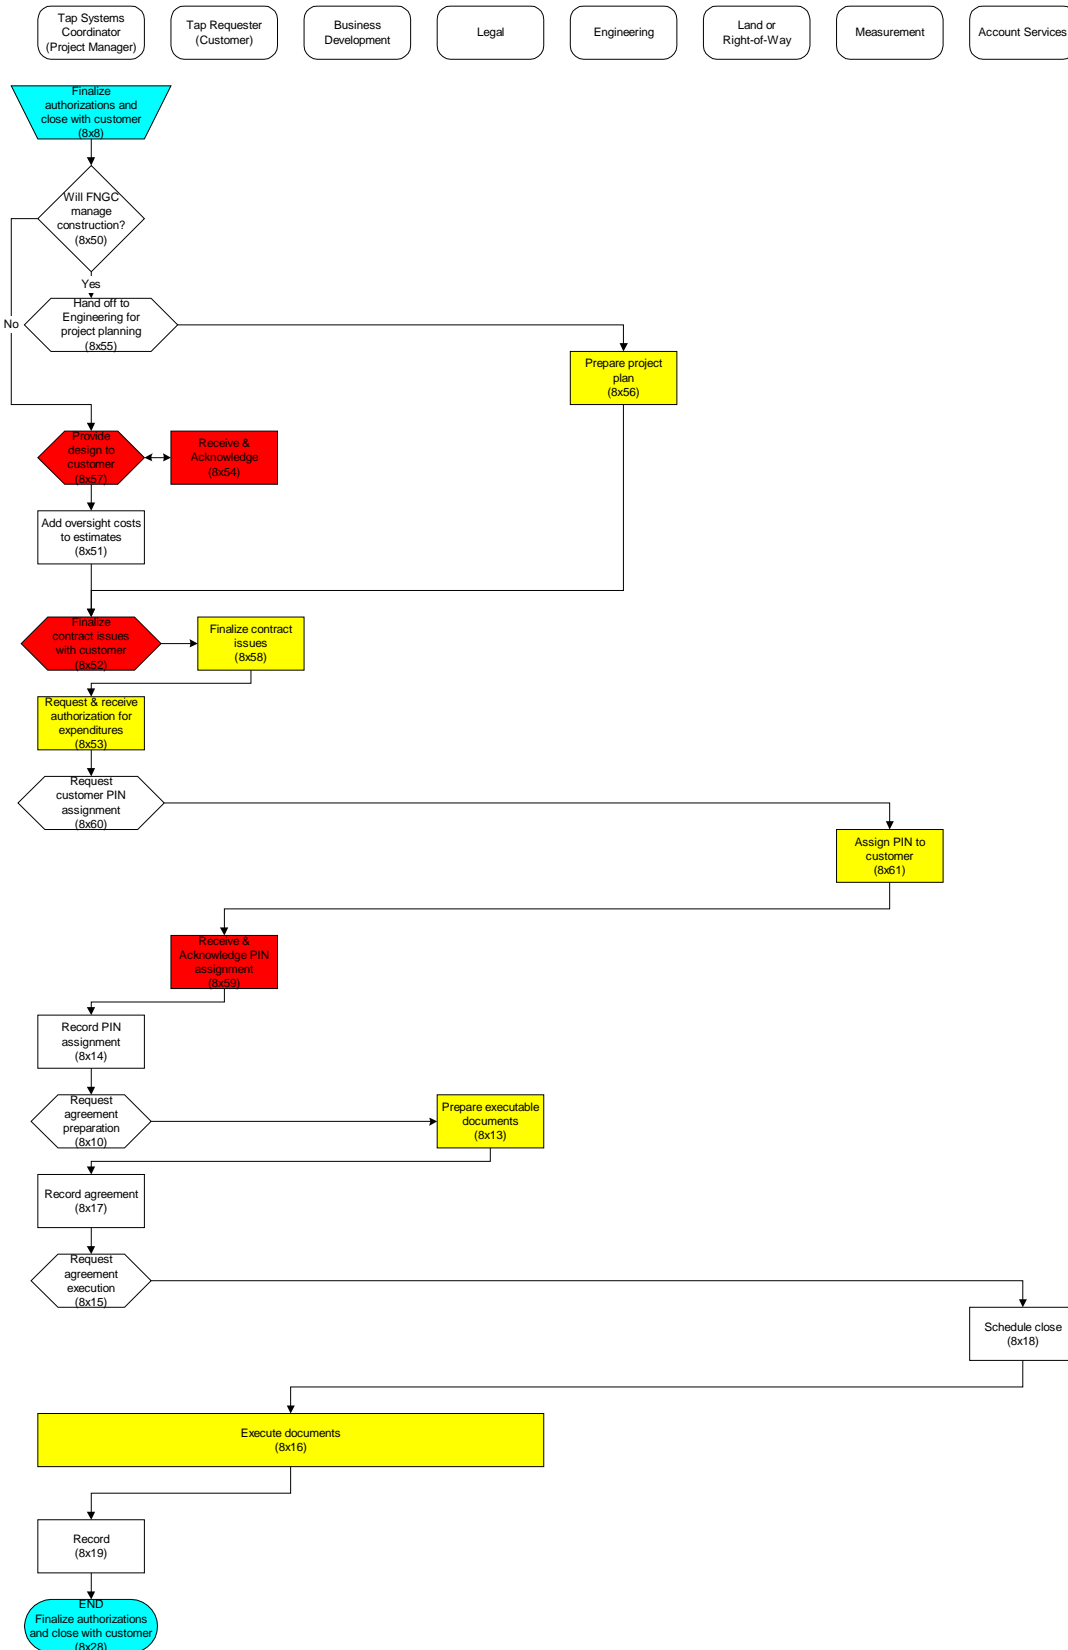 Tap Systems
Coordinator
(Project Manager)
Tap Requester
(Customer)
Business
Development
Legal
Engineering
Land or
Right-of-Way
Measurement
Account Services
Finalize
authorizations and
close with customer
(8x8)
Will FNGC
manage
construction?
(8x50)
Yes
No
Hand off to
Engineering for
project planning
(8x55)
Prepare project
plan
(8x56)
Provide
design to
customer
(8x57)
Receive &
Acknowledge
(8x54)
Add oversight costs
to estimates
(8x51)
Finalize
contract issues
with customer
(8x52)
Finalize contract
issues
(8x58)
Request & receive
authorization for
expenditures
(8x53)
Request
customer PIN
assignment
(8x60)
Assign PIN to
customer
(8x61)
Receive &
Acknowledge PIN
assignment
(8x59)
Record PIN
assignment
(8x14)
Request
agreement
preparation
(8x10)
Prepare executable
documents
(8x13)
Record agreement
(8x17)
Request
agreement
execution
(8x15)
Schedule close
(8x18)
Execute documents
(8x16)
Record
(8x19)
END
Finalize authorizations
and close with customer
(8x28)